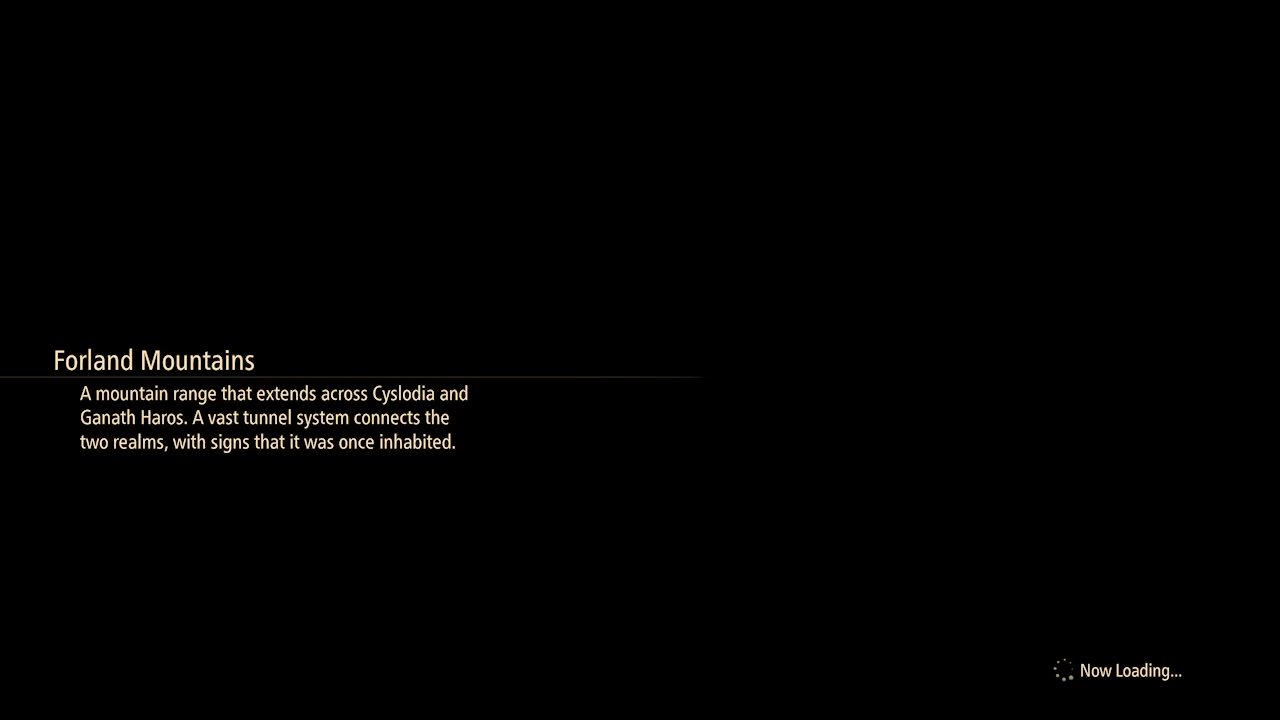 Forland Mountains
A mountain range that extends across Cyslodia and
Ganath Haros. A vast tunnel system connects the
two realms, with signs that it was once inhabited.
Now Loading...